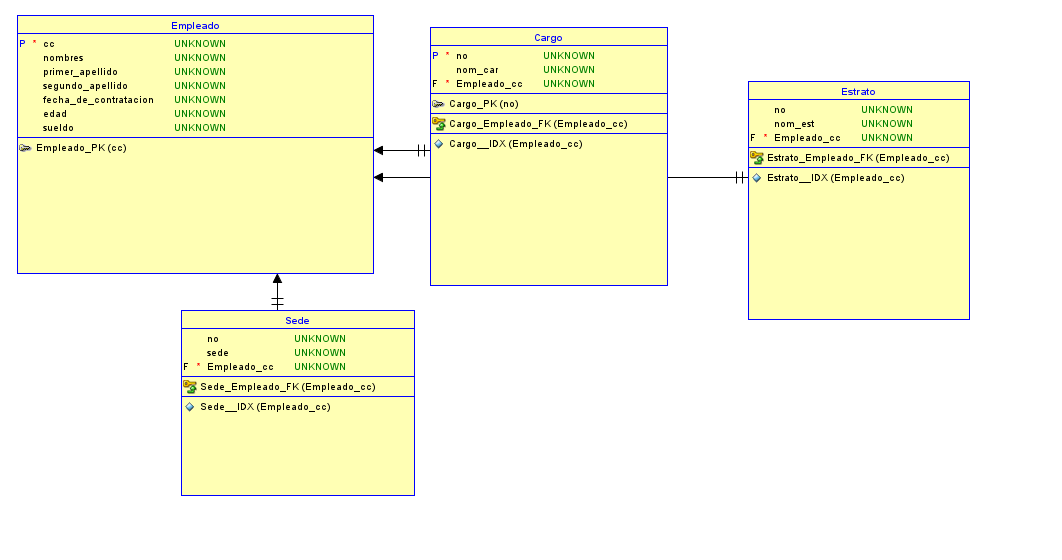 Empleado
P * cc UNKNOWN
nombres UNKNOWN
primer_apellido UNKNOWN
segundo_apellido UNKNOWN
fecha_de_contratacion UNKNOWN
edad UNKNOWN
sueldo UNKNOWN
Empleado_PK (cc)
Cargo
P * no UNKNOWN
nom_car UNKNOWN
F * Empleado_cc UNKNOWN
Cargo_PK (no)
Cargo_Empleado_FK (Empleado_cc)
Cargo__IDX (Empleado_cc)
Estrato
no UNKNOWN
nom_est UNKNOWN
F * Empleado_cc UNKNOWN
Estrato_Empleado_FK (Empleado_cc)
Estrato__IDX (Empleado_cc)
Sede
no UNKNOWN
sede UNKNOWN
F * Empleado_cc UNKNOWN
Sede_Empleado_FK (Empleado_cc)
Sede__IDX (Empleado_cc)